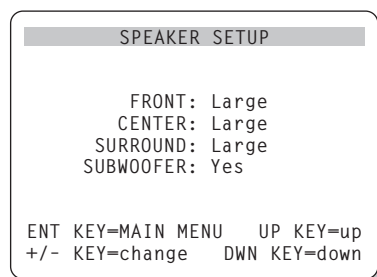 SPEAKER SETUP
FRONT: Large
CENTER: Large
SURROUND: Large
SUBWOOFER: Yes
ENT KEY=MAIN MENU UP KEY=up
+/- KEY=change DWN KEY=down